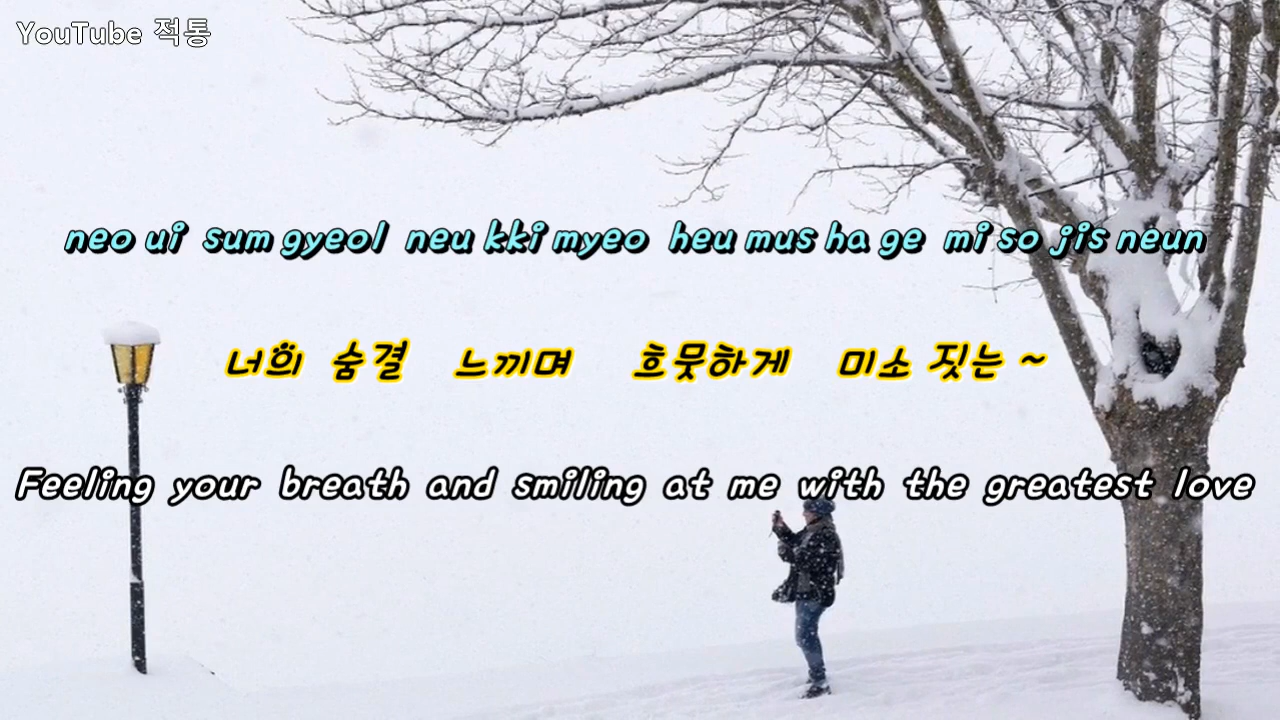 YouTube 적통
neo ui sum gyeol neu kki myeo heu mus ha ge mi so jis neun
너희 숨결 느끼며 흐뭇하게 미소 짓는 ~
Feeling your breath and smiling at me with the greatest love